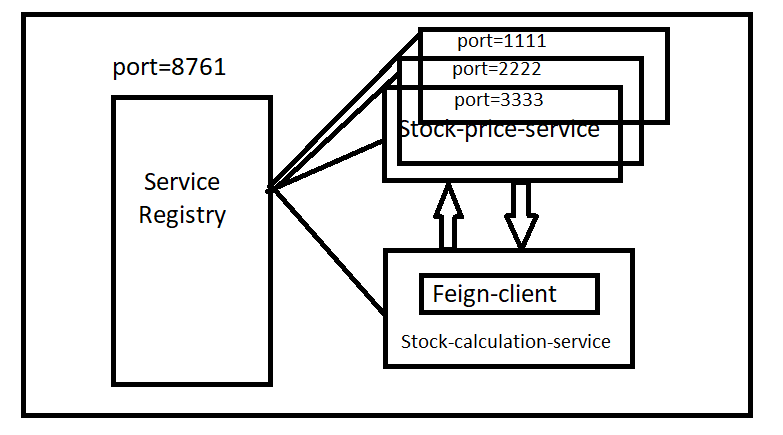 port=1111
port=8761
port=2222
port=3333
Stock-price-service
Service
Registry
Feign-client
Stock-calculation-service